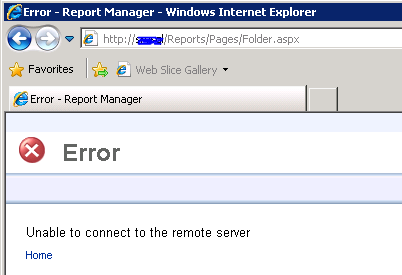 Error - Report Manager - Windows Internet Explorer
http:// /Reports/Pages/Folder.aspx
Favorites
Web Slice Gallery
Error - Report Manager
Error
Unable to connect to the remote server
Home